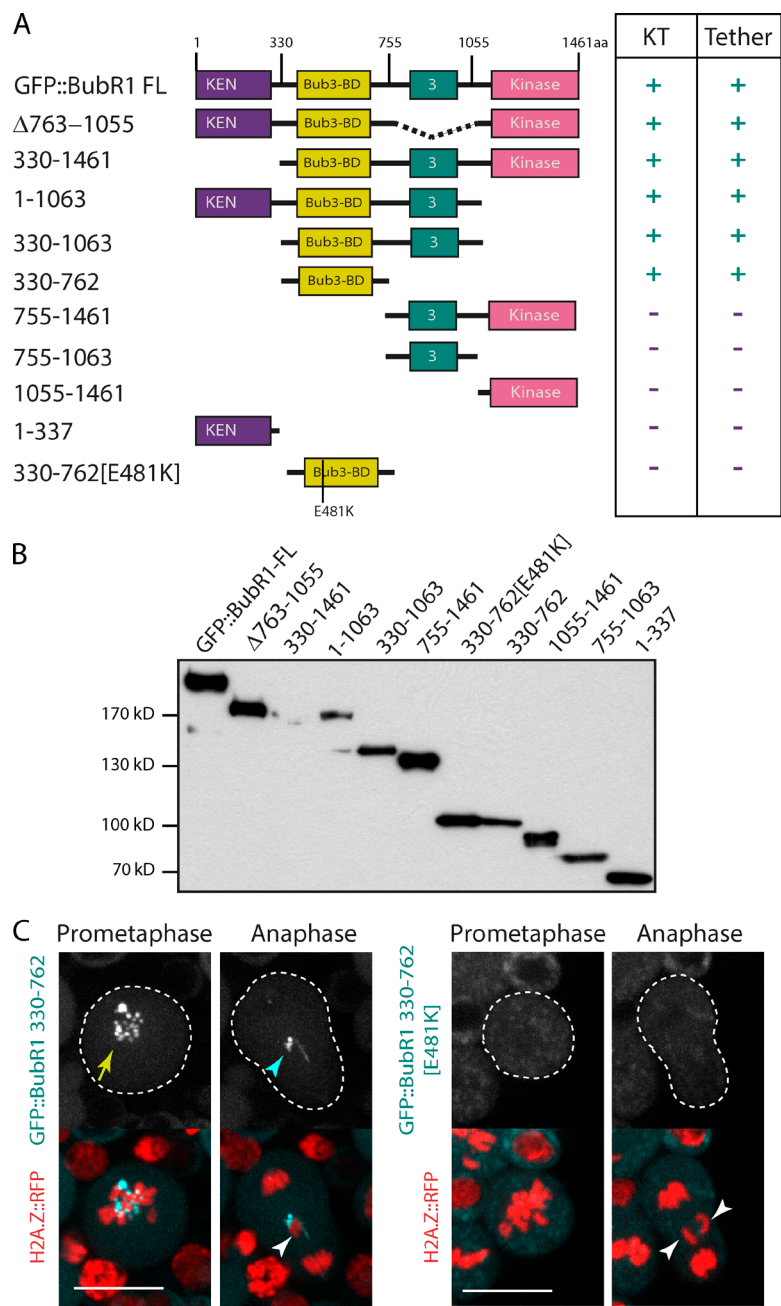 A
1 330 755 1055 1461aa
KT Tether
GFP::BubR1 FL KEN Bub3-BD 3 Kinase + +
Δ763–1055 KEN Bub3-BD Kinase + +
330-1461 Bub3-BD 3 Kinase + +
1-1063 KEN Bub3-BD 3 + +
330-1063 Bub3-BD 3 + +
330-762 Bub3-BD + +
755-1461 3 Kinase - -
755-1063 3 - -
1055-1461 Kinase - -
1-337 KEN - -
330-762[E481K] Bub3-BD - -
E481K
B
GFP::BubR1-FL
Δ763-1055
330-1461
1-1063
330-1063
755-1461
330-762[E481K]
330-762
1055-1461
755-1063
1-337
170 kD
130 kD
100 kD
70 kD
C
Prometaphase Anaphase Prometaphase Anaphase
GFP::BubR1 330-762
H2A.Z::RFP
GFP::BubR1 330-762
[E481K]
H2A.Z::RFP